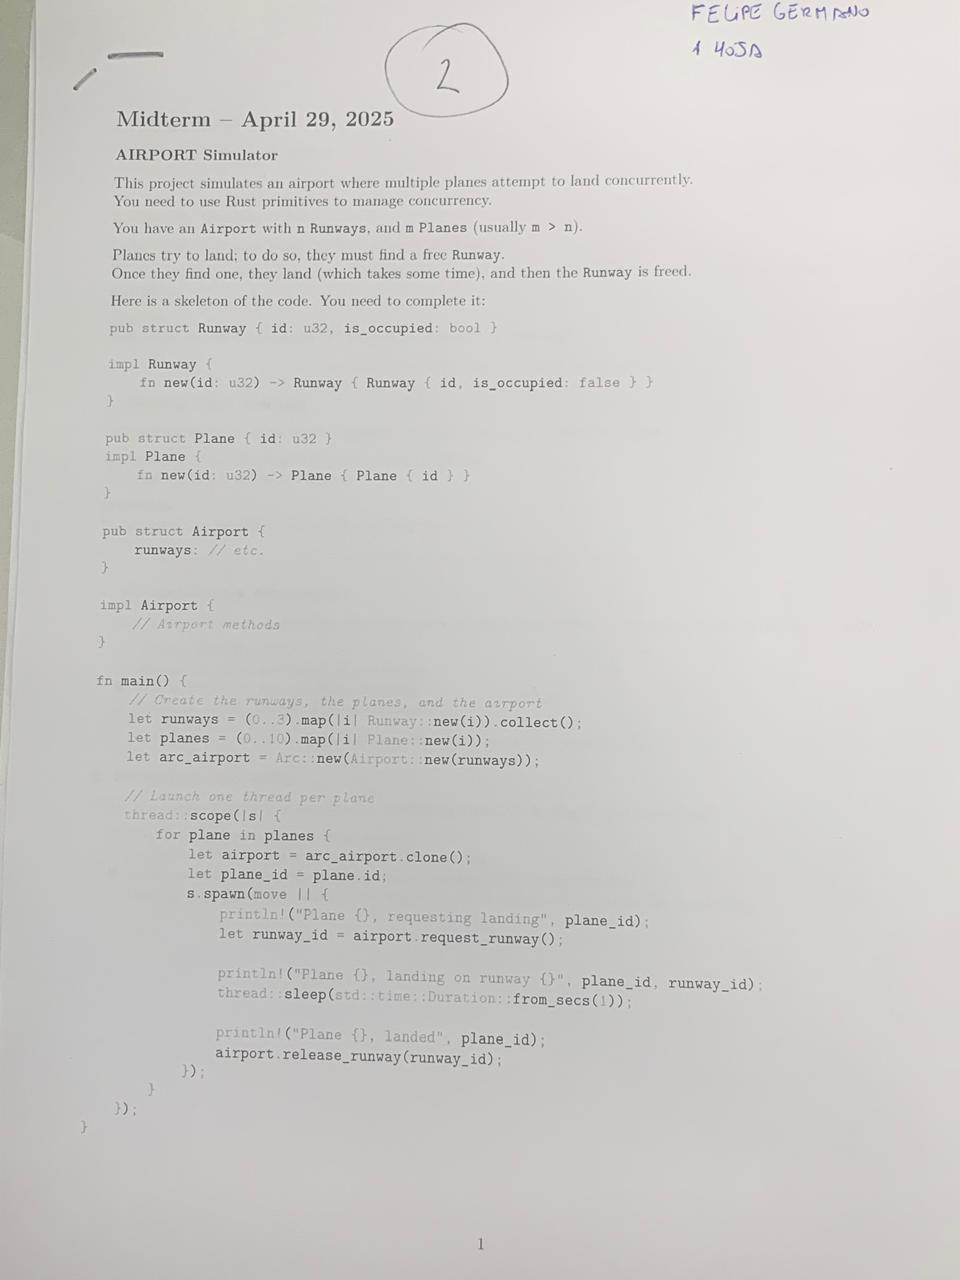 FELIPE GERMANO
1405A
2
Midterm – April 29, 2025
AIRPORT Simulator
This project simulates an airport where multiple planes attempt to land concurrently.
You need to use Rust primitives to manage concurrency.
You have an Airport with n Runways, and m Planes (usually m > n).
Planes try to land; to do so, they must find a free Runway.
Once they find one, they land (which takes some time), and then the Runway is freed.
Here is a skeleton of the code. You need to complete it:
pub struct Runway { id: u32, is_occupied: bool }
impl Runway {
    fn new(id: u32) -> Runway { Runway { id, is_occupied: false } }
}
pub struct Plane { id: u32 }
impl Plane {
    fn new(id: u32) -> Plane { Plane { id } }
}
pub struct Airport {
    runways: // etc.
}
impl Airport {
    // Airport methods
}
fn main() {
    // Create the runways, the planes, and the airport
    let runways = (0..3).map(|i| Runway::new(i)).collect();
    let planes = (0..10).map(|i| Plane::new(i));
    let arc_airport = Arc::new(Airport::new(runways));
    // Launch one thread per plane
    thread::scope(|s| {
        for plane in planes {
            let airport = arc_airport.clone();
            let plane_id = plane.id;
            s.spawn(move || {
                println!("Plane {}, requesting landing", plane_id);
                let runway_id = airport.request_runway();
                println!("Plane {}, landing on runway {}", plane_id, runway_id);
                thread::sleep(std::time::Duration::from_secs(1));
                println!("Plane {}, landed", plane_id);
                airport.release_runway(runway_id);
            });
        }
    });
}
1